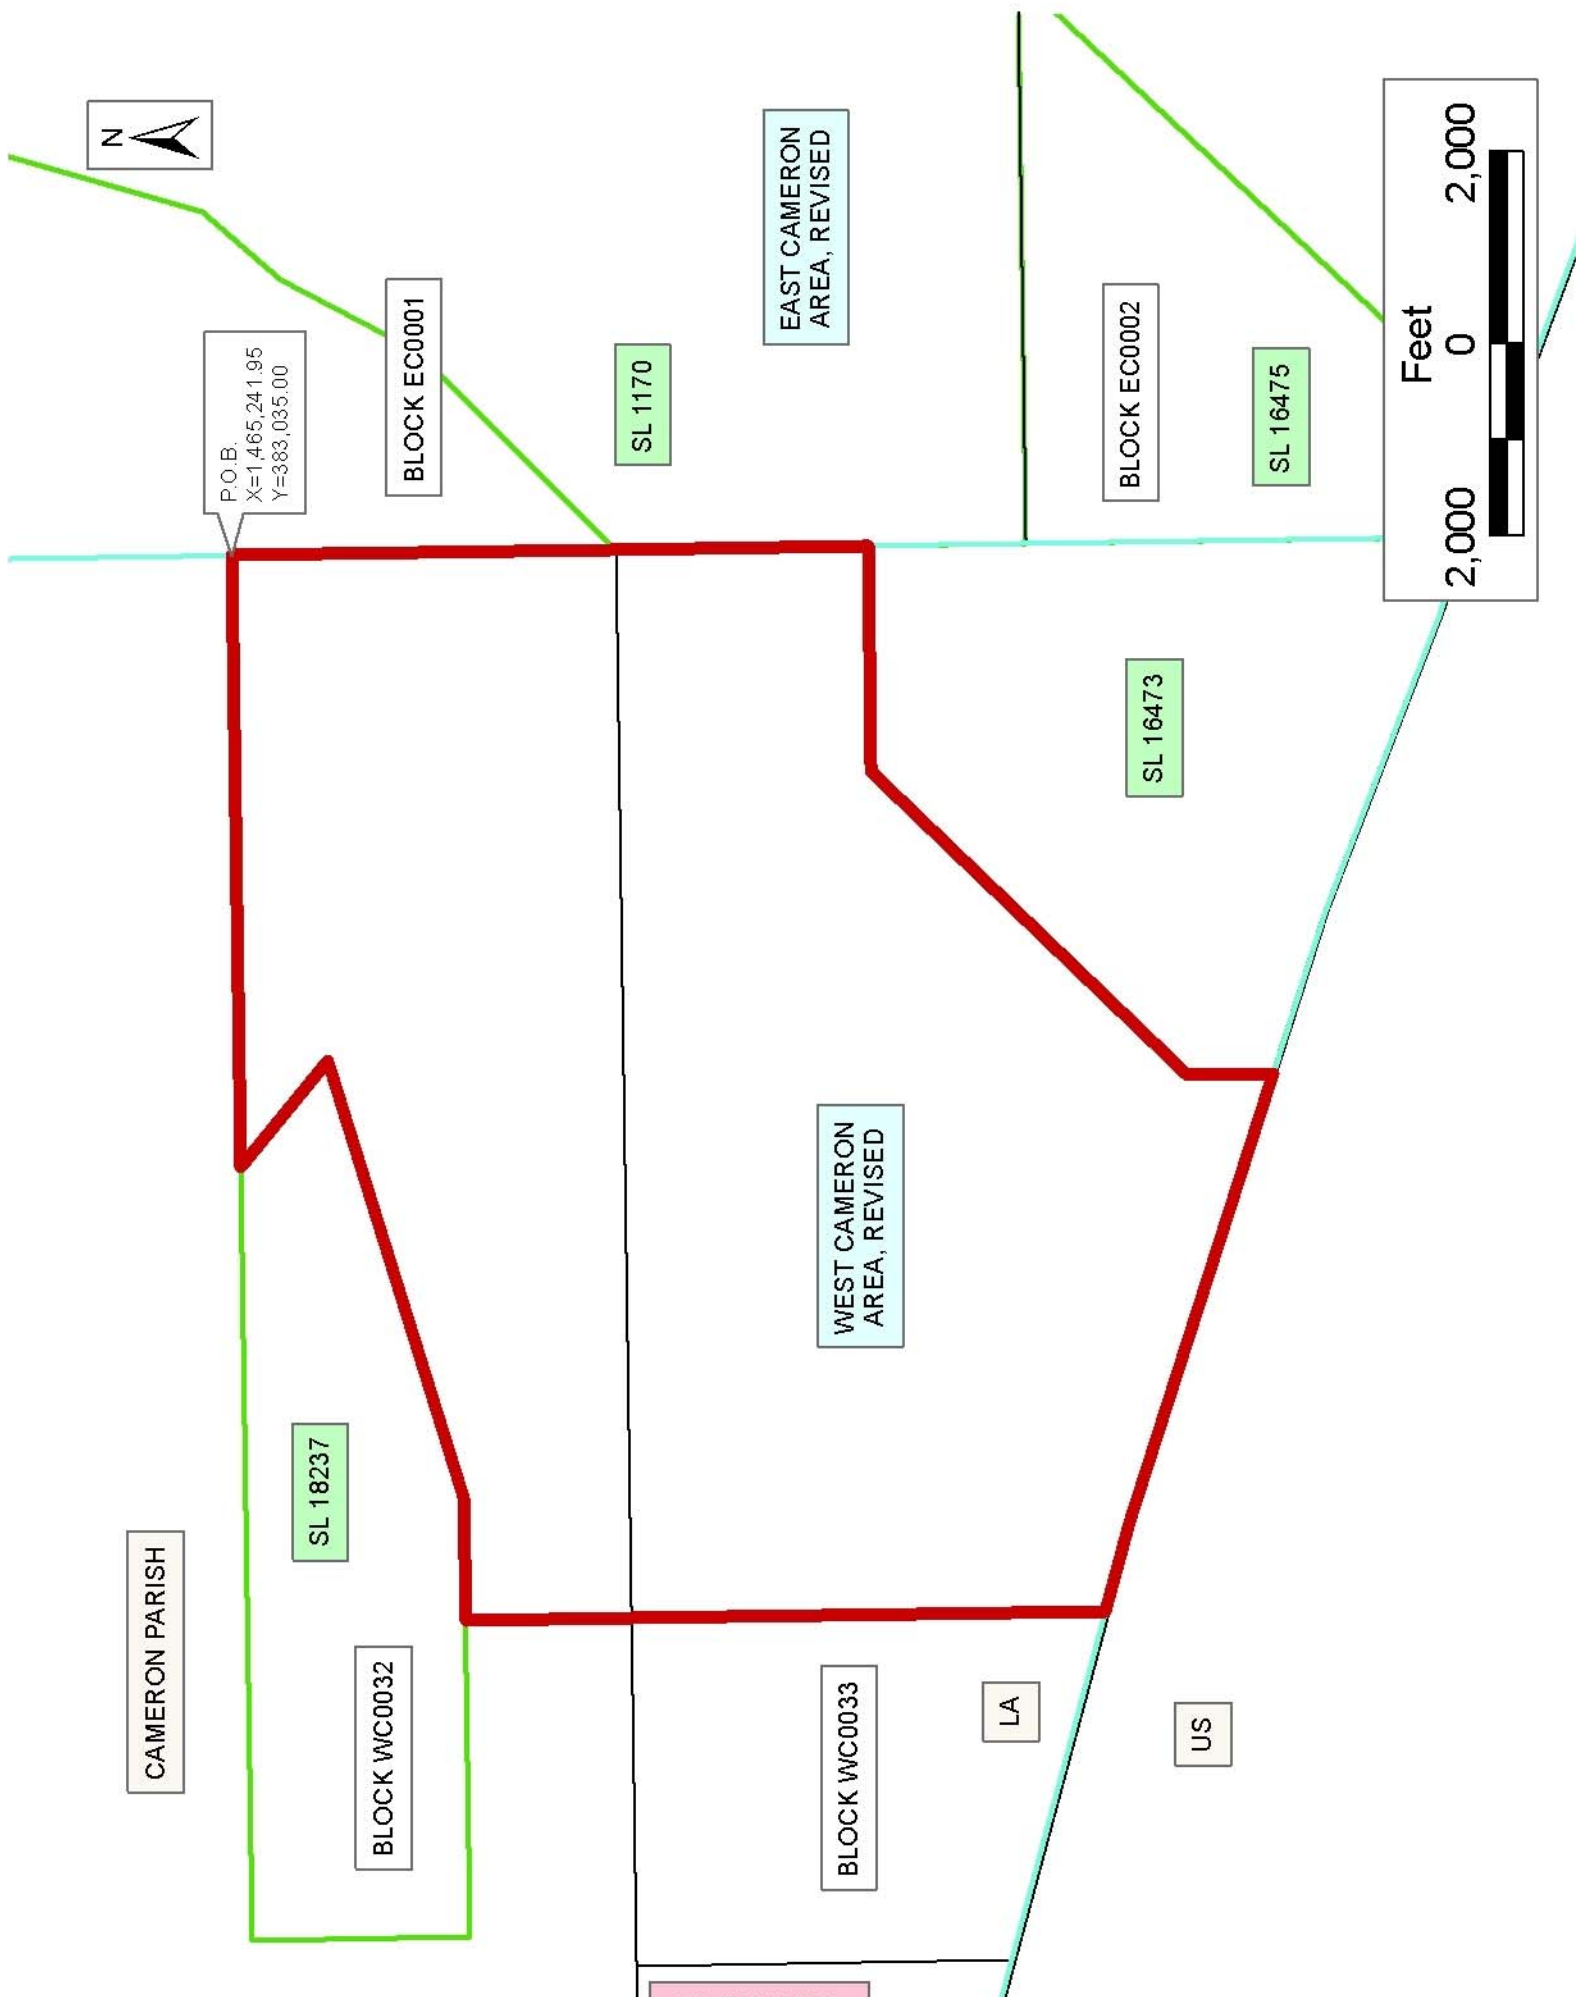 CAMERON PARISH
N
P.O.B.
X=1,465,241.95
Y=383,035.00
SL 18237
BLOCK WC0032
BLOCK EC0001
SL 1170
EAST CAMERON
AREA, REVISED
WEST CAMERON
AREA, REVISED
BLOCK WC0033
LA
US
SL 16473
BLOCK EC0002
SL 16475
Feet
2,000 0 2,000